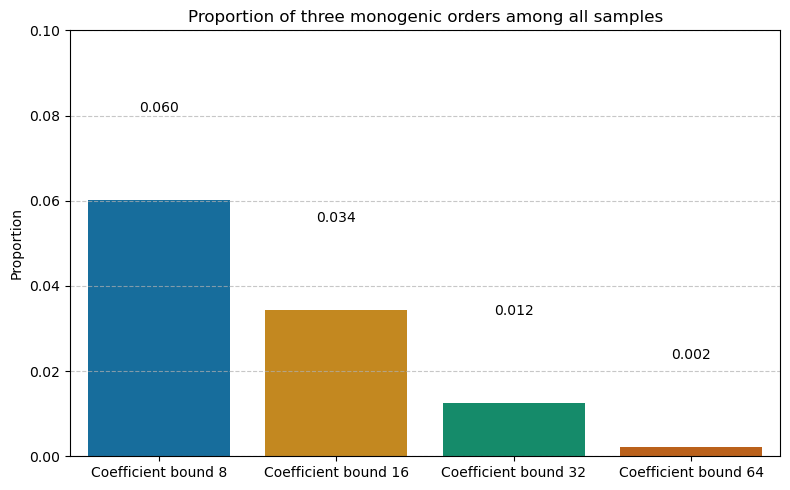 Proportion of three monogenic orders among all samples
Proportion
0.10
0.08
0.06
0.04
0.02
0.00
0.060
0.034
0.012
0.002
Coefficient bound 8
Coefficient bound 16
Coefficient bound 32
Coefficient bound 64